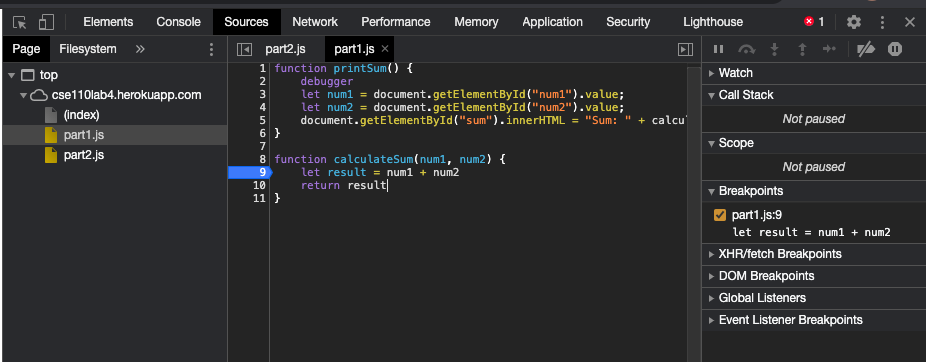 Elements Console Sources Network Performance Memory Application Security Lighthouse 1
Page Filesystem »
top
cse110lab4.herokuapp.com
(index)
part1.js
part2.js
part2.js part1.js ×
1 function printSum() {
2 debugger
3 let num1 = document.getElementById("num1").value;
4 let num2 = document.getElementById("num2").value;
5 document.getElementById("sum").innerHTML = "Sum: " + calcu
6 }
7
8 function calculateSum(num1, num2) {
9 let result = num1 + num2
10 return result
11 }
Watch
Call Stack
Not paused
Scope
Not paused
Breakpoints
part1.js:9
let result = num1 + num2
XHR/fetch Breakpoints
DOM Breakpoints
Global Listeners
Event Listener Breakpoints